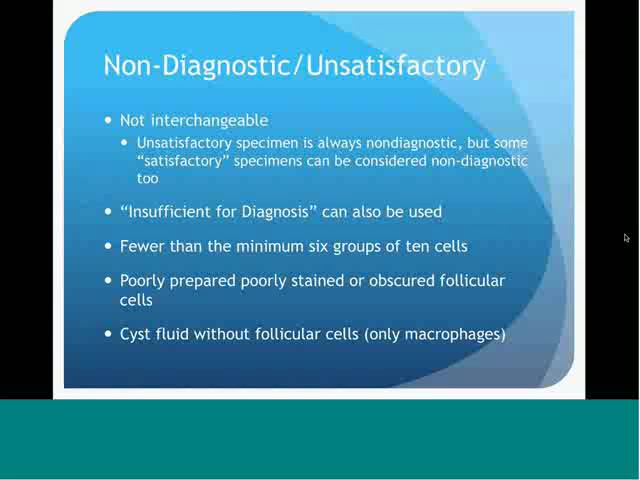 Non-Diagnostic/Unsatisfactory
• Not interchangeable
• Unsatisfactory specimen is always nondiagnostic, but some
“satisfactory” specimens can be considered non-diagnostic
too
• “Insufficient for Diagnosis” can also be used
• Fewer than the minimum six groups of ten cells
• Poorly prepared poorly stained or obscured follicular
cells
• Cyst fluid without follicular cells (only macrophages)